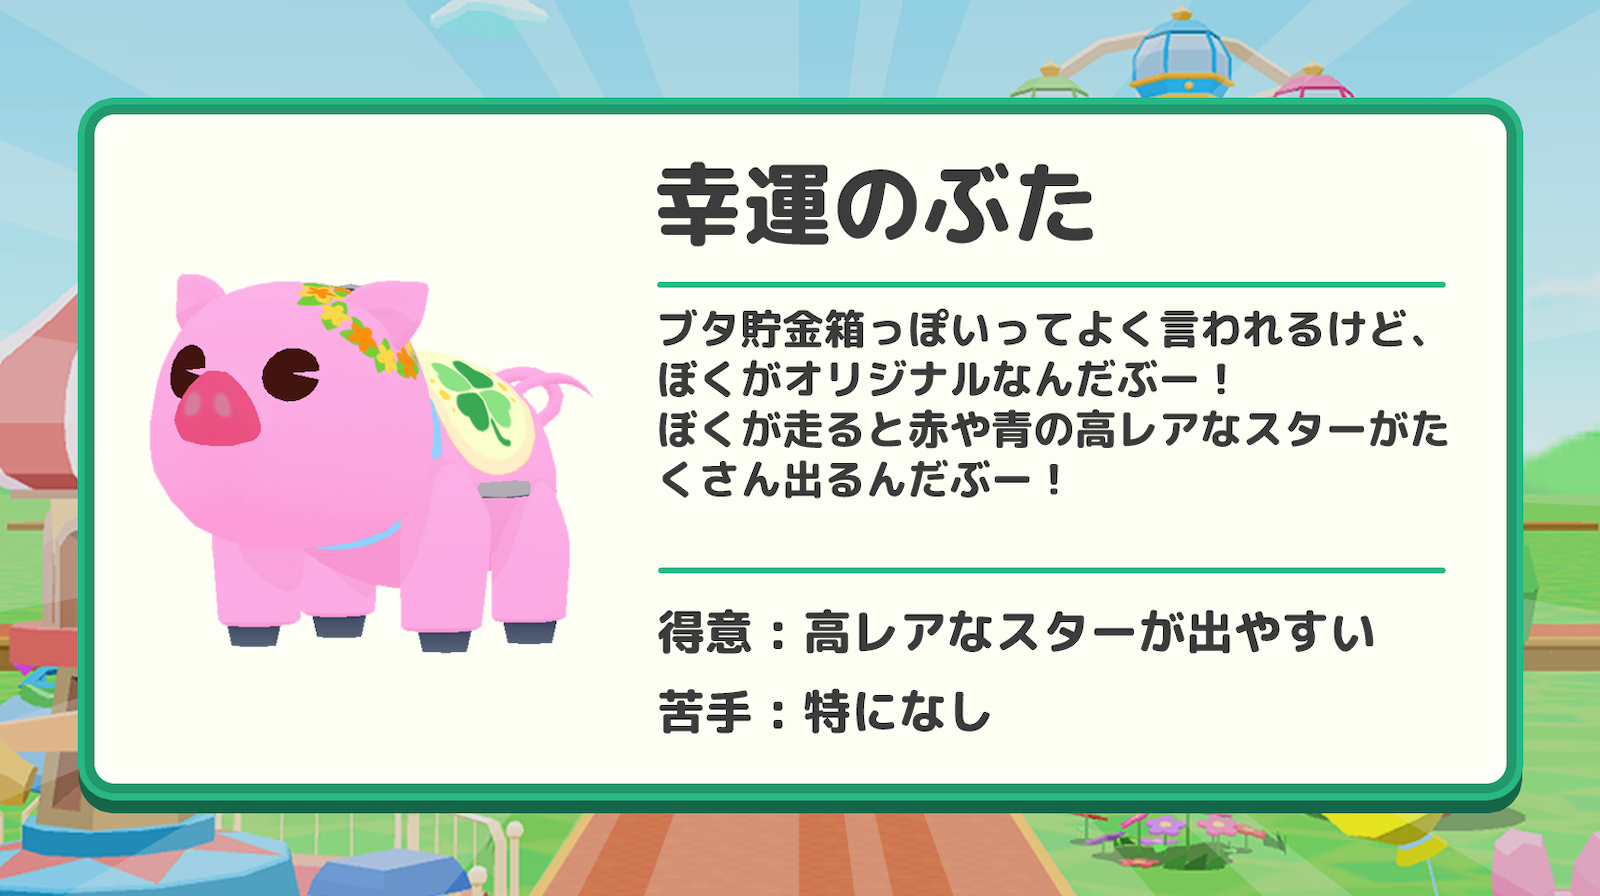 幸運のぶた
ブタ貯金箱っぽいってよく言われるけど、
ぼくがオリジナルなんだぶー！
ぼくが走ると赤や青の高レアなスターがた
くさん出るんだぶー！
得意：高レアなスターが出やすい
苦手：特になし